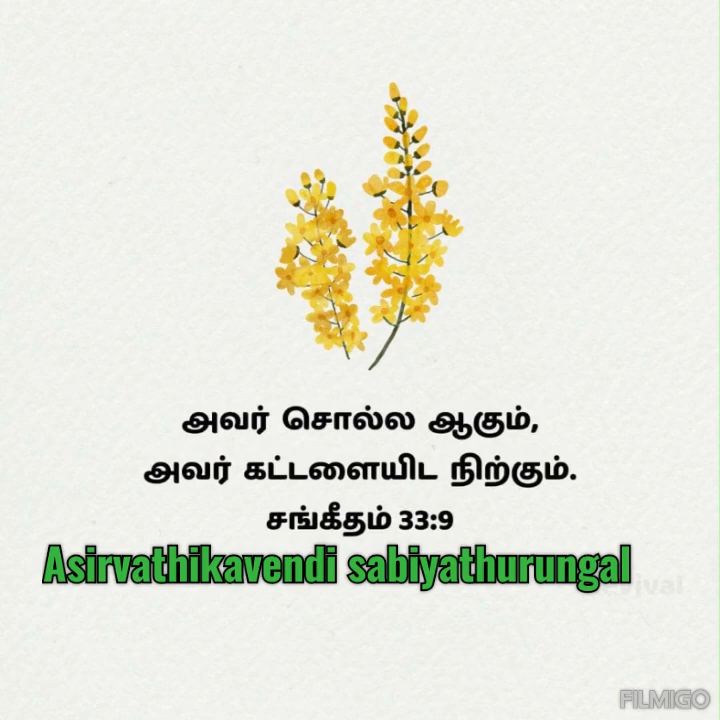 அவர் சொல்ல ஆகும்,
அவர் கட்டளையிட நிற்கும்.
சங்கீதம் 33:9
Asirvathikavendi sabiyathurungal
FILMIGO